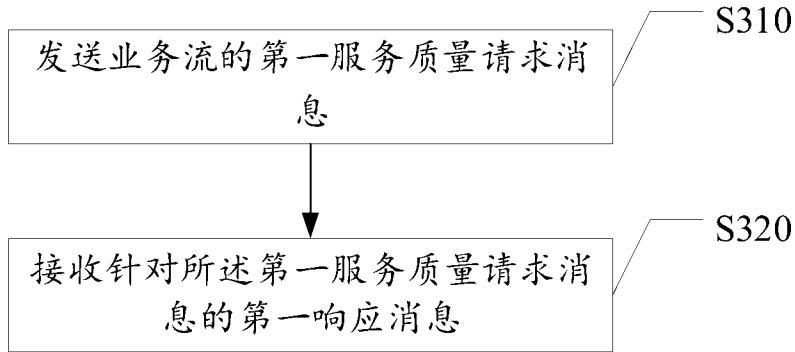 S310
发送业务流的第一服务质量请求消
息
S320
接收针对所述第一服务质量请求消
息的第一响应消息